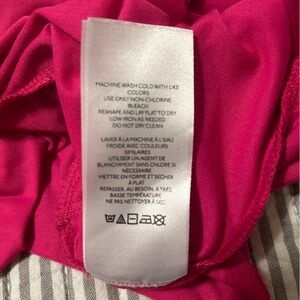 MACHINE WASH COLD WITH LIKE
COLORS
USE ONLY NON-CHLORINE
BLEACH
RESHAPE AND LAY FLAT TO DRY
LOW IRON AS NEEDED
DO NOT DRY CLEAN
LAVER À LA MACHINE À L'EAU
FROIDE AVEC COULEURS
SIMILAIRES
UTILISER UN AGENT DE
BLANCHIMENT SANS CHLORE SI
NÉCESSAIRE
METTRE EN FORME ET SÉCHER
À PLAT
REPASSER, AU BESOIN, À TRÈS
BASSE TEMPÉRATURE
NE PAS NETTOYER À SEC